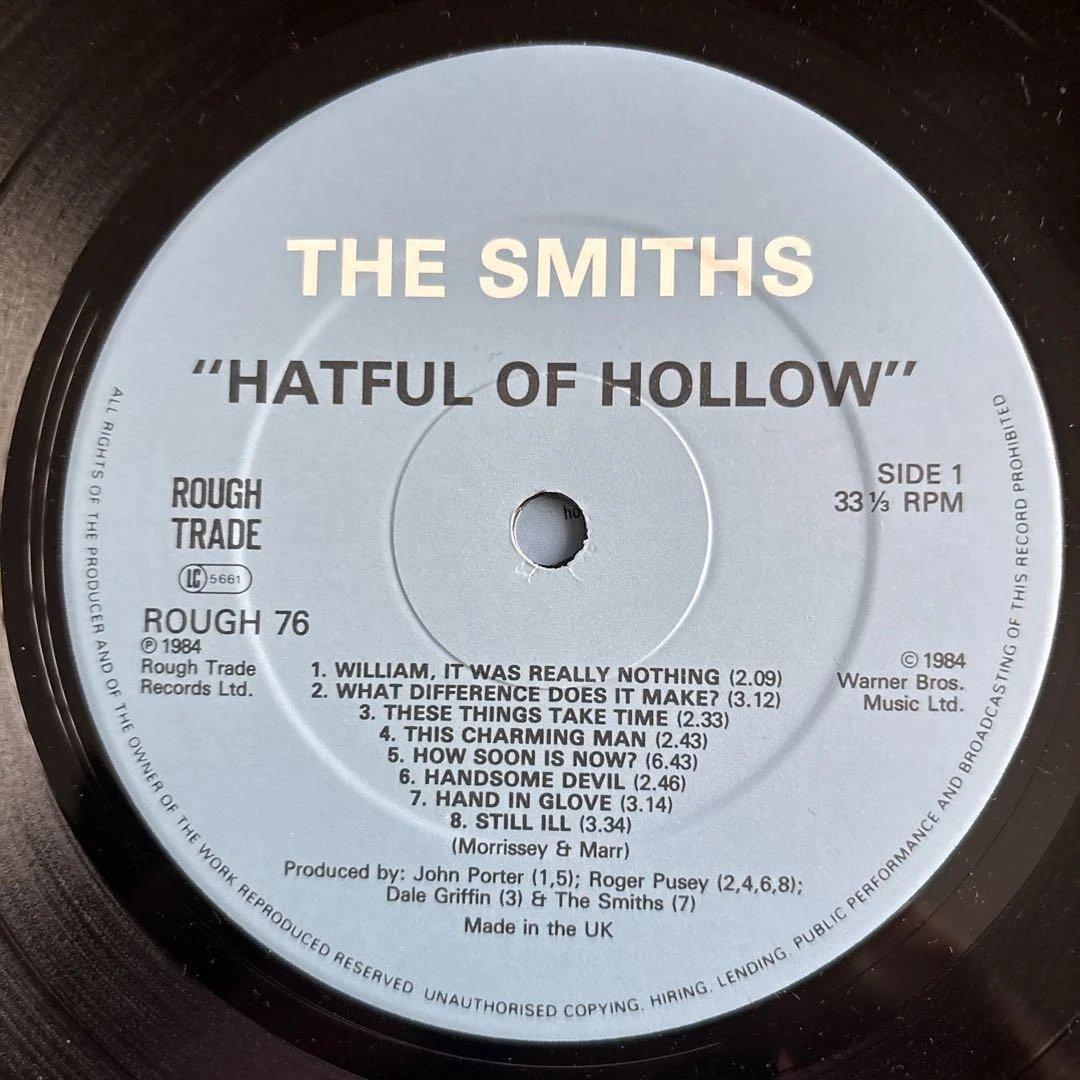 THE SMITHS
"HATFUL OF HOLLOW"
SIDE 1
33 ⅓ RPM
ROUGH
TRADE
LC 5661
ROUGH 76
℗ 1984
Rough Trade
Records Ltd.
© 1984
Warner Bros.
Music Ltd.
1. WILLIAM, IT WAS REALLY NOTHING (2.09)
2. WHAT DIFFERENCE DOES IT MAKE? (3.12)
3. THESE THINGS TAKE TIME (2.33)
4. THIS CHARMING MAN (2.43)
5. HOW SOON IS NOW? (6.43)
6. HANDSOME DEVIL (2.46)
7. HAND IN GLOVE (3.14)
8. STILL ILL (3.34)
(Morrissey & Marr)
Produced by: John Porter (1,5); Roger Pusey (2,4,6,8);
Dale Griffin (3) & The Smiths (7)
Made in the UK
ALL RIGHTS OF THE PRODUCER AND OF THE OWNER OF THE WORK REPRODUCED RESERVED UNAUTHORISED COPYING. HIRING. LENDING. PUBLIC PERFORMANCE AND BROADCASTING OF THIS RECORD PROHIBITED